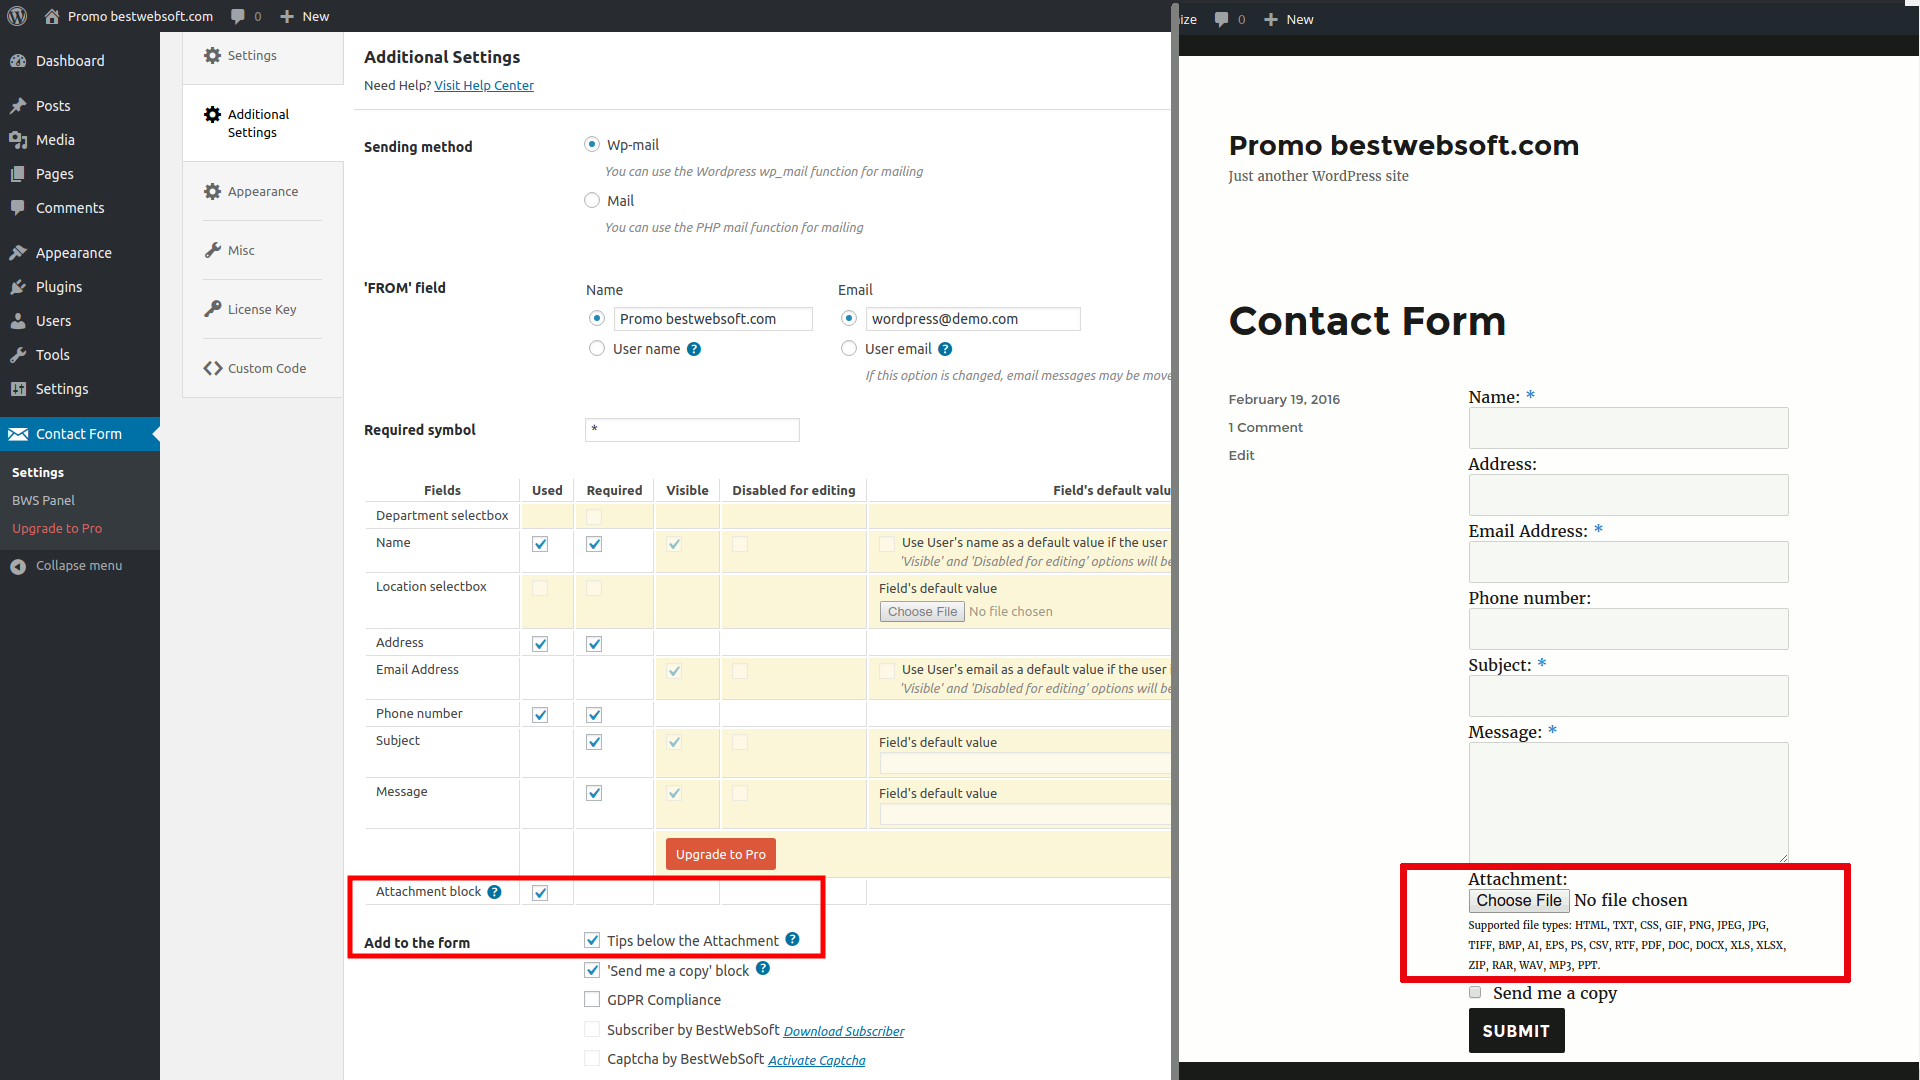 Promo bestwebsoft.com 0 New
Dashboard
Posts
Media
Pages
Comments
Appearance
Plugins
Users
Tools
Settings
Contact Form
Settings
BWS Panel
Upgrade to Pro
Collapse menu
Settings
Additional
Settings
Appearance
Misc
License Key
Custom Code
Additional Settings
Need Help? Visit Help Center
Sending method
Wp-mail
You can use the Wordpress wp_mail function for mailing
Mail
You can use the PHP mail function for mailing
'FROM' field
Name Email
Promo bestwebsoft.com wordpress@demo.com
User name ? User email ?
If this option is changed, email messages may be move
Required symbol *
Fields Used Required Visible Disabled for editing Field's default valu
Department selectbox
Name Use User's name as a default value if the user
'Visible' and 'Disabled for editing' options will be
Location selectbox Field's default value
Choose File No file chosen
Address
Email Address Use User's email as a default value if the user
'Visible' and 'Disabled for editing' options will be
Phone number
Subject Field's default value
Message Field's default value
Upgrade to Pro
Attachment block ?
Add to the form Tips below the Attachment ?
'Send me a copy' block ?
GDPR Compliance
Subscriber by BestWebSoft Download Subscriber
Captcha by BestWebSoft Activate Captcha
ize 0 New
Promo bestwebsoft.com
Just another WordPress site
Contact Form
February 19, 2016
1 Comment
Edit
Name: *
Address:
Email Address: *
Phone number:
Subject: *
Message: *
Attachment:
Choose File No file chosen
Supported file types: HTML, TXT, CSS, GIF, PNG, JPEG, JPG,
TIFF, BMP, AI, EPS, PS, CSV, RTF, PDF, DOC, DOCX, XLS, XLSX,
ZIP, RAR, WAV, MP3, PPT.
Send me a copy
SUBMIT